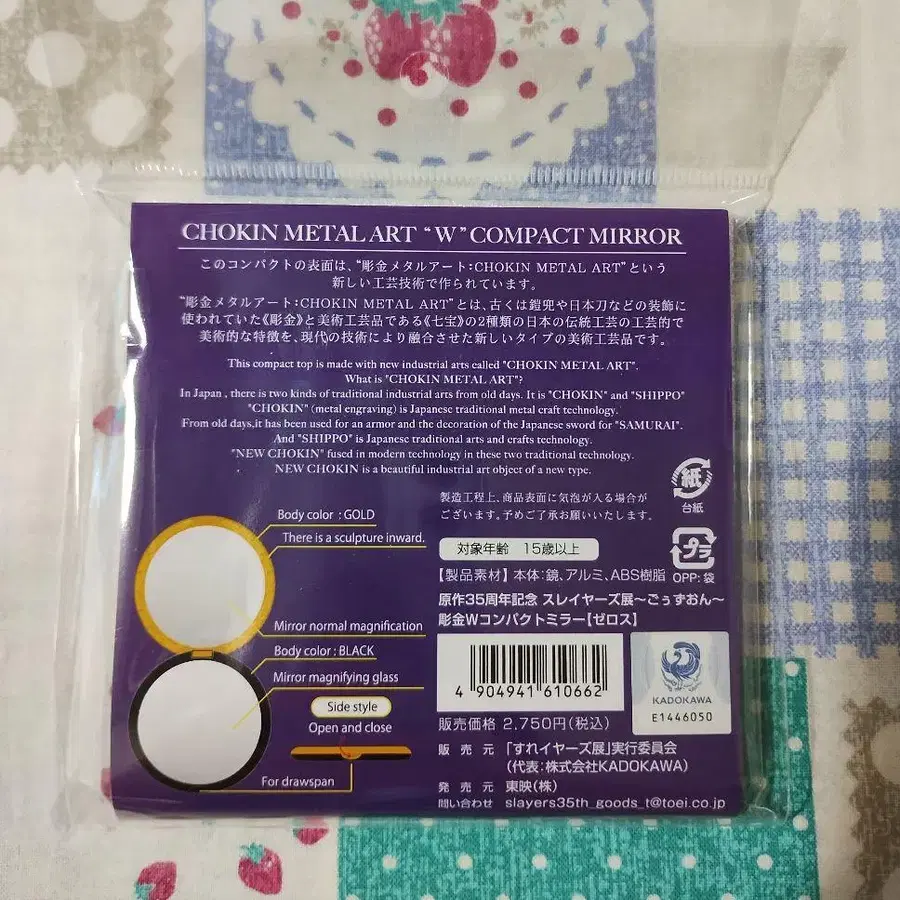 CHOKIN METAL ART “W” COMPACT MIRROR
このコンパクトの表面は、“彫金メタルアート：CHOKIN METAL ART”という
新しい工芸技術で作られています。
“彫金メタルアート：CHOKIN METAL ART”とは、古くは鎧兜や日本刀などの装飾に
使われていた《彫金》と美術工芸品である《七宝》の2種類の日本の伝統工芸の工芸的で
美術的な特徴を、現代の技術により融合させた新しいタイプの美術工芸品です。
This compact top is made with new industrial arts called "CHOKIN METAL ART".
What is "CHOKIN METAL ART"?
In Japan , there is two kinds of traditional industrial arts from old days. It is "CHOKIN" and "SHIPPO"
"CHOKIN" (metal engraving) is Japanese traditional metal craft technology.
From old days,it has been used for an armor and the decoration of the Japanese sword for "SAMURAI".
And "SHIPPO" is Japanese traditional arts and crafts technology.
"NEW CHOKIN" fused in modern technology in these two traditional technology.
NEW CHOKIN is a beautiful industrial art object of a new type.
製造工程上、商品表面に気泡が入る場合が
ございます。予めご了承お願いいたします。
紙
台紙
Body color : GOLD
There is a sculpture inward.
対象年齢 15歳以上
プラ
OPP：袋
【製品素材】本体：鏡、アルミ、ABS樹脂
原作35周年記念 スレイヤーズ展〜ごぅずおん〜
彫金Wコンパクトミラー【ゼロス】
Mirror normal magnification
Body color : BLACK
Mirror magnifying glass
Side style
Open and close
For drawspan
4 904941 610662
KADOKAWA
E1446050
販売価格 2,750円（税込）
販売元 「すれイヤーズ展」実行委員会
（代表：株式会社KADOKAWA）
発売元 東映（株）
問い合わせ slayers35th_goods_t@toei.co.jp